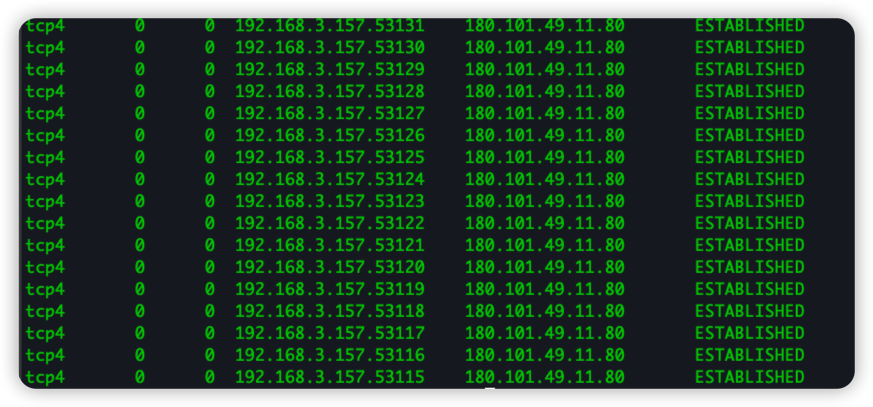 tcp4 0 0 192.168.3.157.53131 180.101.49.11.80 ESTABLISHED
tcp4 0 0 192.168.3.157.53130 180.101.49.11.80 ESTABLISHED
tcp4 0 0 192.168.3.157.53129 180.101.49.11.80 ESTABLISHED
tcp4 0 0 192.168.3.157.53128 180.101.49.11.80 ESTABLISHED
tcp4 0 0 192.168.3.157.53127 180.101.49.11.80 ESTABLISHED
tcp4 0 0 192.168.3.157.53126 180.101.49.11.80 ESTABLISHED
tcp4 0 0 192.168.3.157.53125 180.101.49.11.80 ESTABLISHED
tcp4 0 0 192.168.3.157.53124 180.101.49.11.80 ESTABLISHED
tcp4 0 0 192.168.3.157.53123 180.101.49.11.80 ESTABLISHED
tcp4 0 0 192.168.3.157.53122 180.101.49.11.80 ESTABLISHED
tcp4 0 0 192.168.3.157.53121 180.101.49.11.80 ESTABLISHED
tcp4 0 0 192.168.3.157.53120 180.101.49.11.80 ESTABLISHED
tcp4 0 0 192.168.3.157.53119 180.101.49.11.80 ESTABLISHED
tcp4 0 0 192.168.3.157.53118 180.101.49.11.80 ESTABLISHED
tcp4 0 0 192.168.3.157.53117 180.101.49.11.80 ESTABLISHED
tcp4 0 0 192.168.3.157.53116 180.101.49.11.80 ESTABLISHED
tcp4 0 0 192.168.3.157.53115 180.101.49.11.80 ESTABLISHED